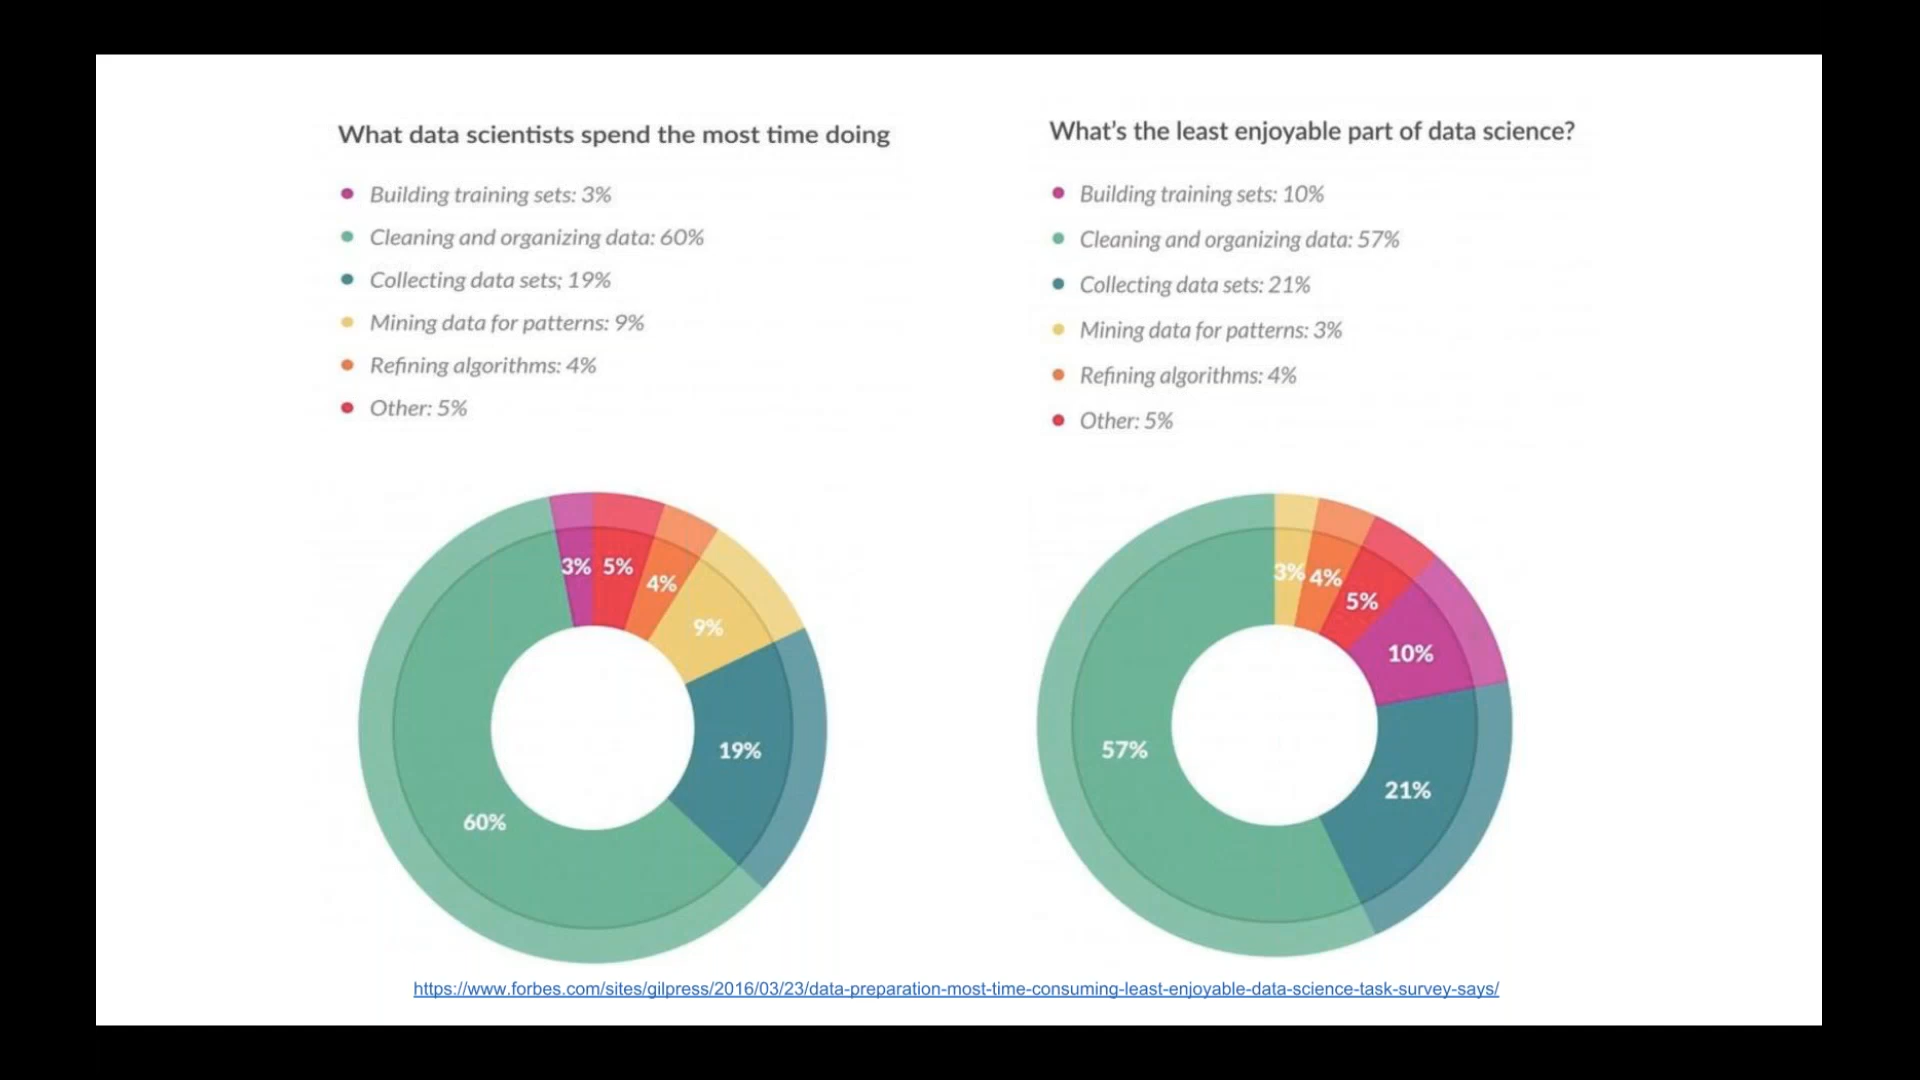 What data scientists spend the most time doing
Building training sets: 3%
Cleaning and organizing data: 60%
Collecting data sets; 19%
Mining data for patterns: 9%
Refining algorithms: 4%
Other: 5%
3%
5%
4%
9%
19%
60%
What's the least enjoyable part of data science?
Building training sets: 10%
Cleaning and organizing data: 57%
Collecting data sets: 21%
Mining data for patterns: 3%
Refining algorithms: 4%
Other: 5%
3%
4%
5%
10%
57%
21%
https://www.forbes.com/sites/gilpress/2016/03/23/data-preparation-most-time-consuming-least-enjoyable-data-science-task-survey-says/